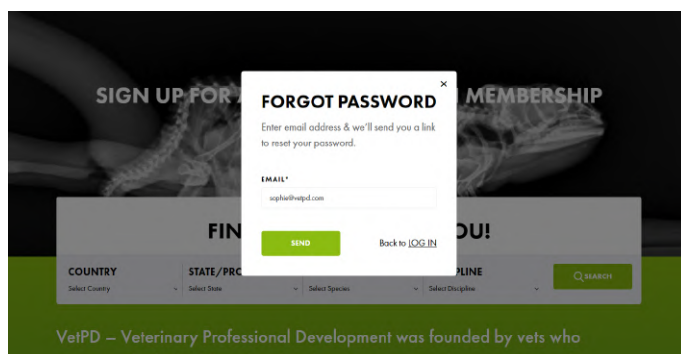 SIGN UP FOR A MEMBERSHIP
×
FORGOT PASSWORD
Enter email address & we'll send you a link
to reset your password.
EMAIL*
sophie@vetpd.com
SEND Back to LOG IN
FIN OU!
COUNTRY STATE/PRO PLINE
Select Country Select State Select Species Select Discipline SEARCH
VetPD – Veterinary Professional Development was founded by vets who